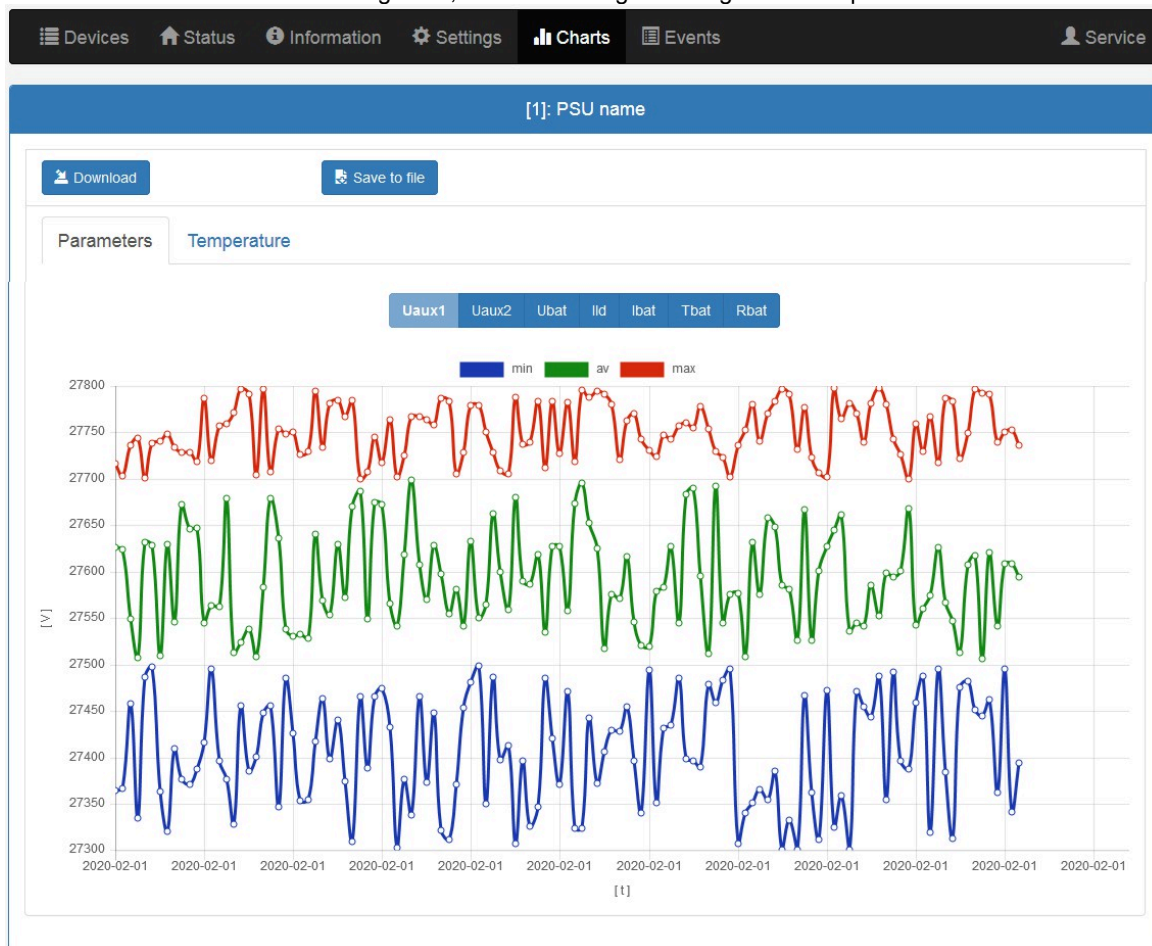 Devices Status Information Settings Charts Events Service
[1]: PSU name
Download Save to file
Parameters Temperature
Uaux1 Uaux2 Ubat Ild Ibat Tbat Rbat
min av max
27800
27750
27700
27650
27600
27550
27500
27450
27400
27350
27300
[V]
2020-02-01 2020-02-01 2020-02-01 2020-02-01 2020-02-01 2020-02-01 2020-02-01 2020-02-01 2020-02-01 2020-02-01 2020-02-01 2020-02-01
[t]